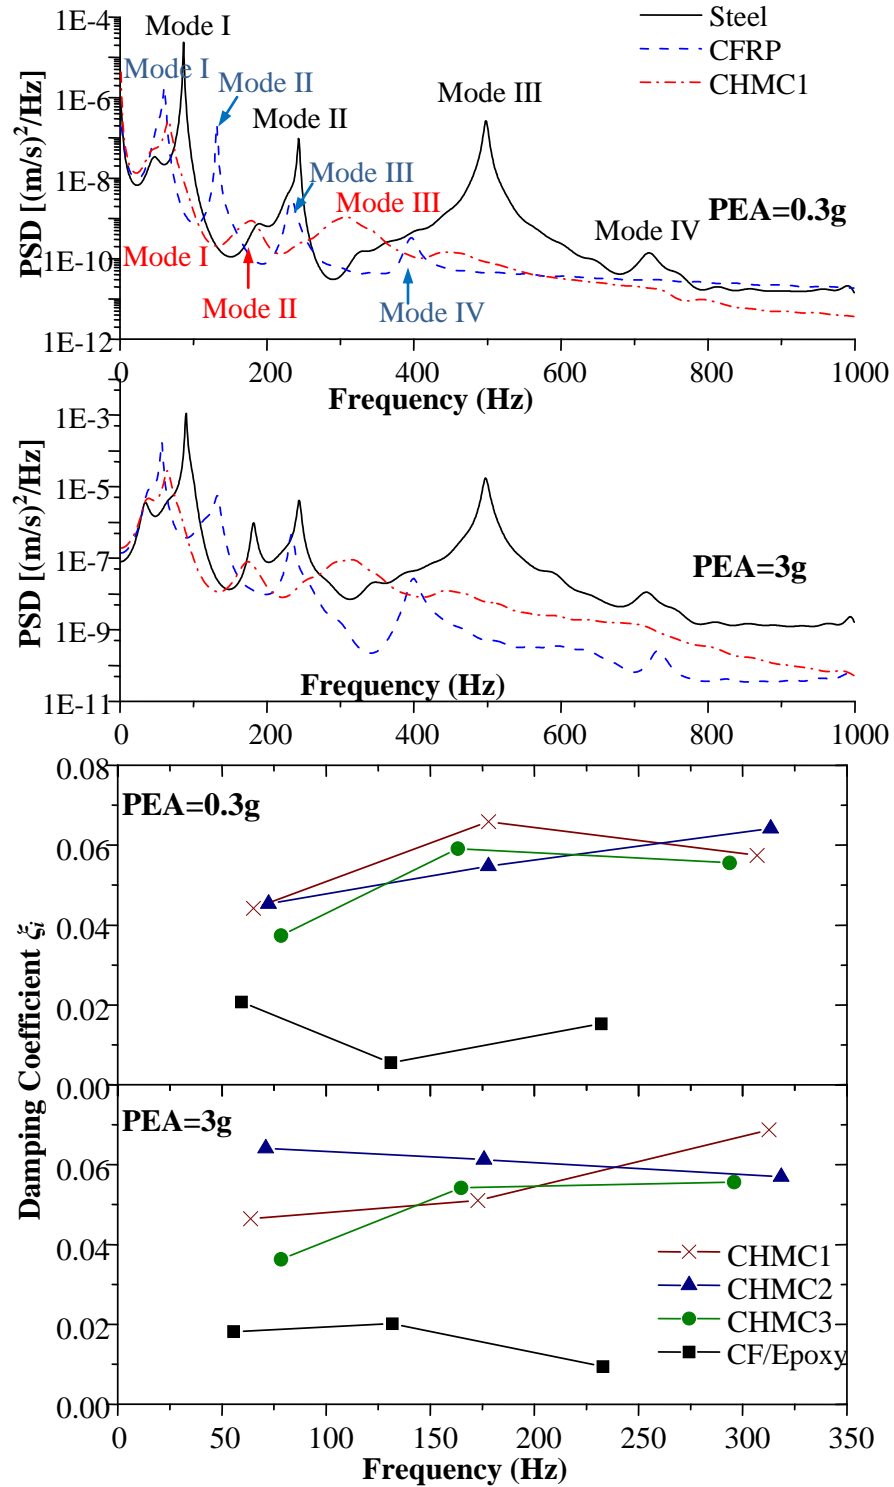 1E-4
Mode I
Steel
CFRP
CHMC1
Mode I
Mode II
1E-6
Mode III
Mode II
1E-8
Mode III
Mode III
PEA=0.3g
Mode I
Mode IV
1E-10
Mode II
Mode IV
1E-12
PSD [(m/s)²/Hz]
0 200 400 600 800 1000
Frequency (Hz)
1E-3
1E-5
1E-7
PEA=3g
1E-9
1E-11
PSD [(m/s)²/Hz]
Frequency (Hz)
0 200 400 600 800 1000
0.08
PEA=0.3g
0.06
0.04
0.02
0.00
PEA=3g
0.06
0.04
0.02
0.00
Damping Coefficient ξᵢ
CHMC1
CHMC2
CHMC3
CF/Epoxy
0 50 100 150 200 250 300 350
Frequency (Hz)